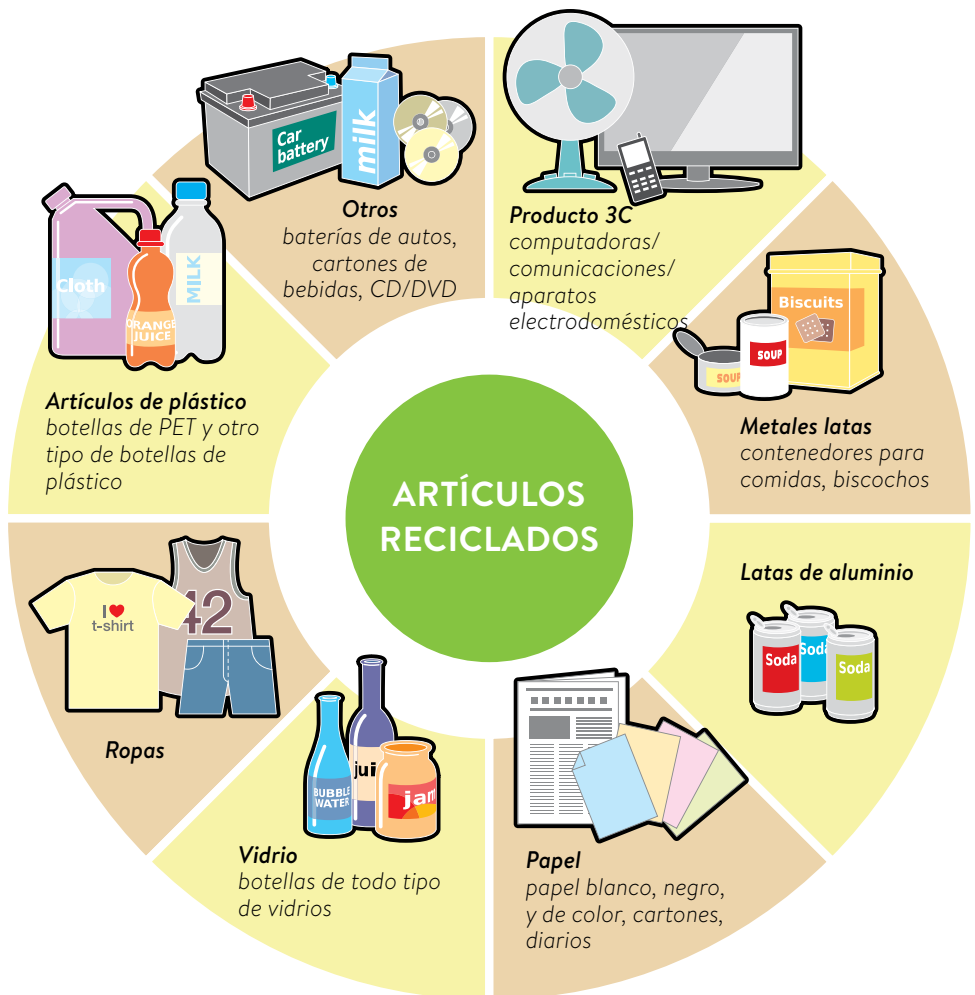 ARTÍCULOS
RECICLADOS
Producto 3C
computadoras/
comunicaciones/
aparatos
electrodomésticos
Biscuits
SOUP
SOUP
Metales latas
contenedores para
comidas, biscochos
Latas de aluminio
Soda
Soda
Soda
Papel
papel blanco, negro,
y de color, cartones,
diarios
BUBBLE
WATER
jui
jam
Vidrio
botellas de todo tipo
de vidrios
I
t-shirt
42
Ropas
Cloth
ORANGE
JUICE
MILK
Artículos de plástico
botellas de PET y otro
tipo de botellas de
plástico
Car
battery
milk
Otros
baterías de autos,
cartones de
bebidas, CD/DVD